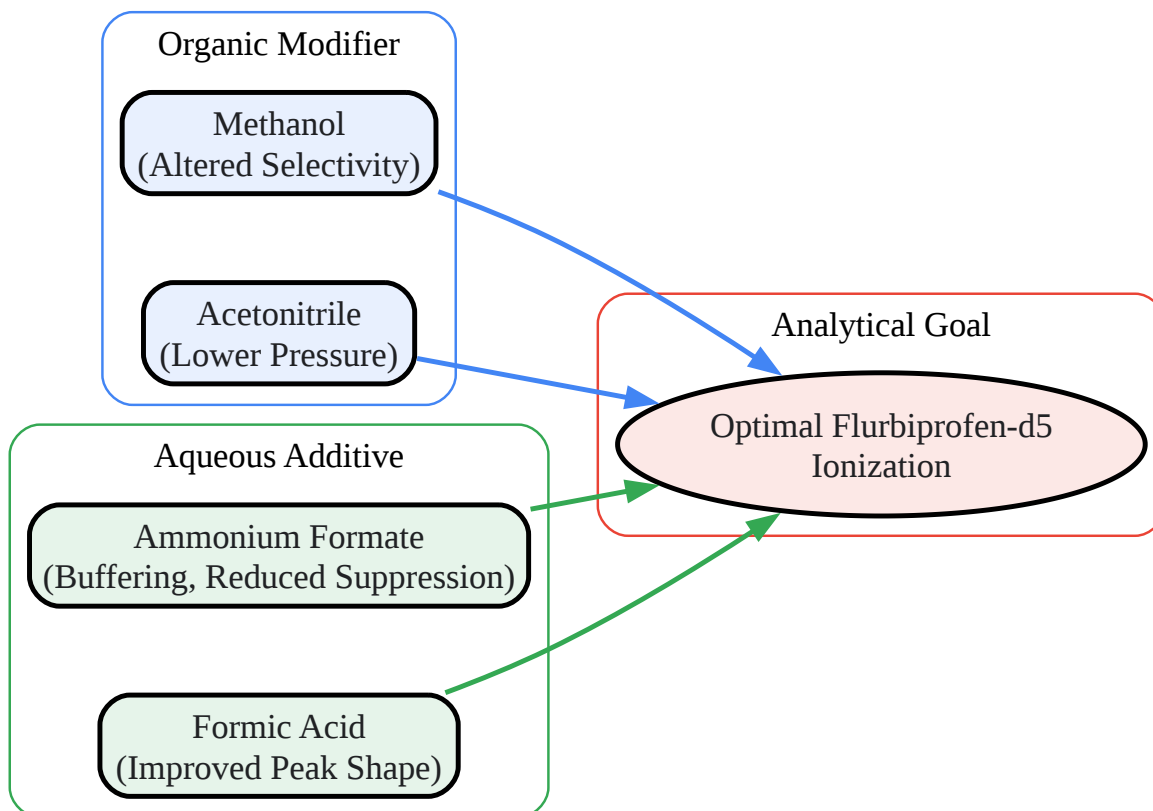 Organic Modifier
Methanol
(Altered Selectivity)
Acetonitrile
(Lower Pressure)
Analytical Goal
Optimal Flurbiprofen-d5
Ionization
Aqueous Additive
Ammonium Formate
(Buffering, Reduced Suppression)
Formic Acid
(Improved Peak Shape)